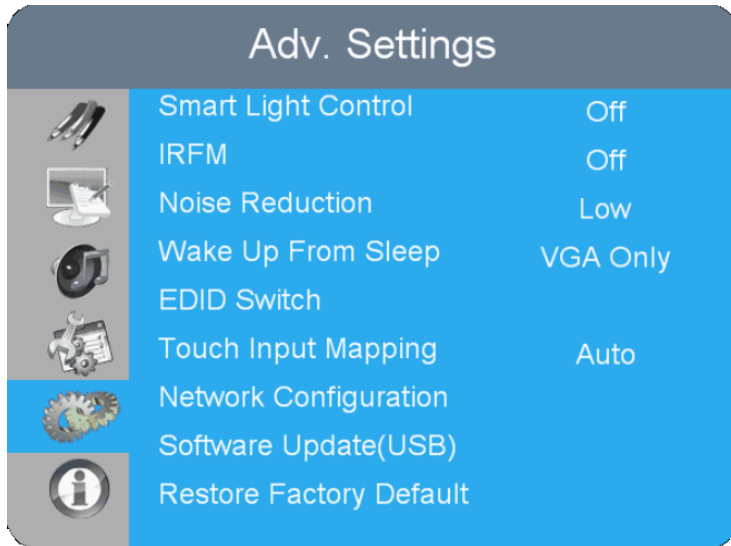 Adv. Settings
Smart Light Control Off
IRFM Off
Noise Reduction Low
Wake Up From Sleep VGA Only
EDID Switch
Touch Input Mapping Auto
Network Configuration
Software Update(USB)
Restore Factory Default